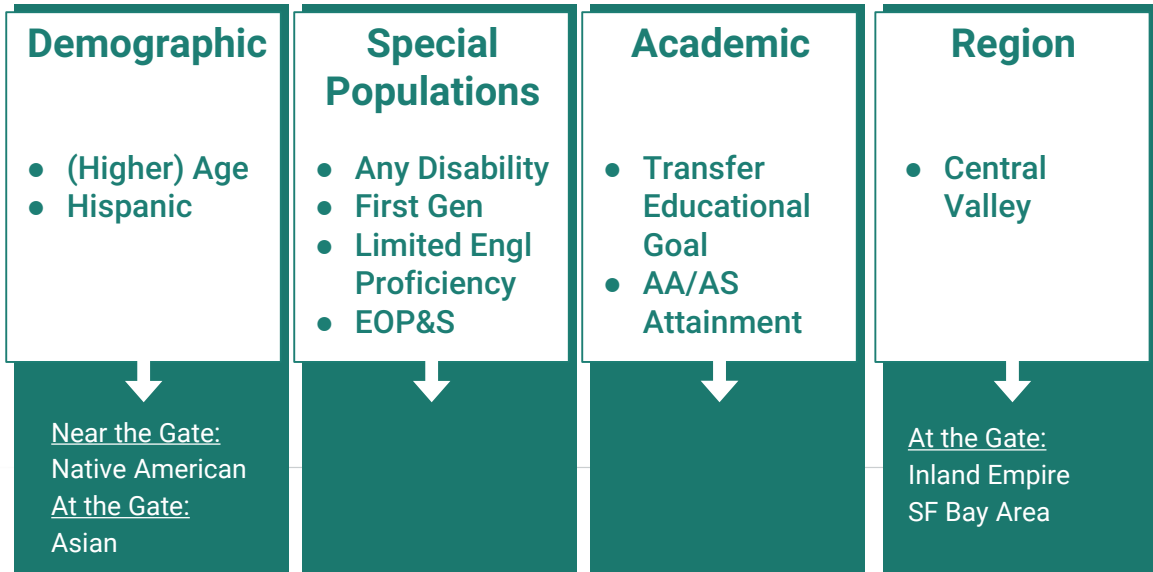 Demographic
● (Higher) Age
● Hispanic
Near the Gate:
Native American
At the Gate:
Asian
Special
Populations
● Any Disability
● First Gen
● Limited Engl
Proficiency
● EOP&S
Academic
● Transfer
Educational
Goal
● AA/AS
Attainment
Region
● Central
Valley
At the Gate:
Inland Empire
SF Bay Area